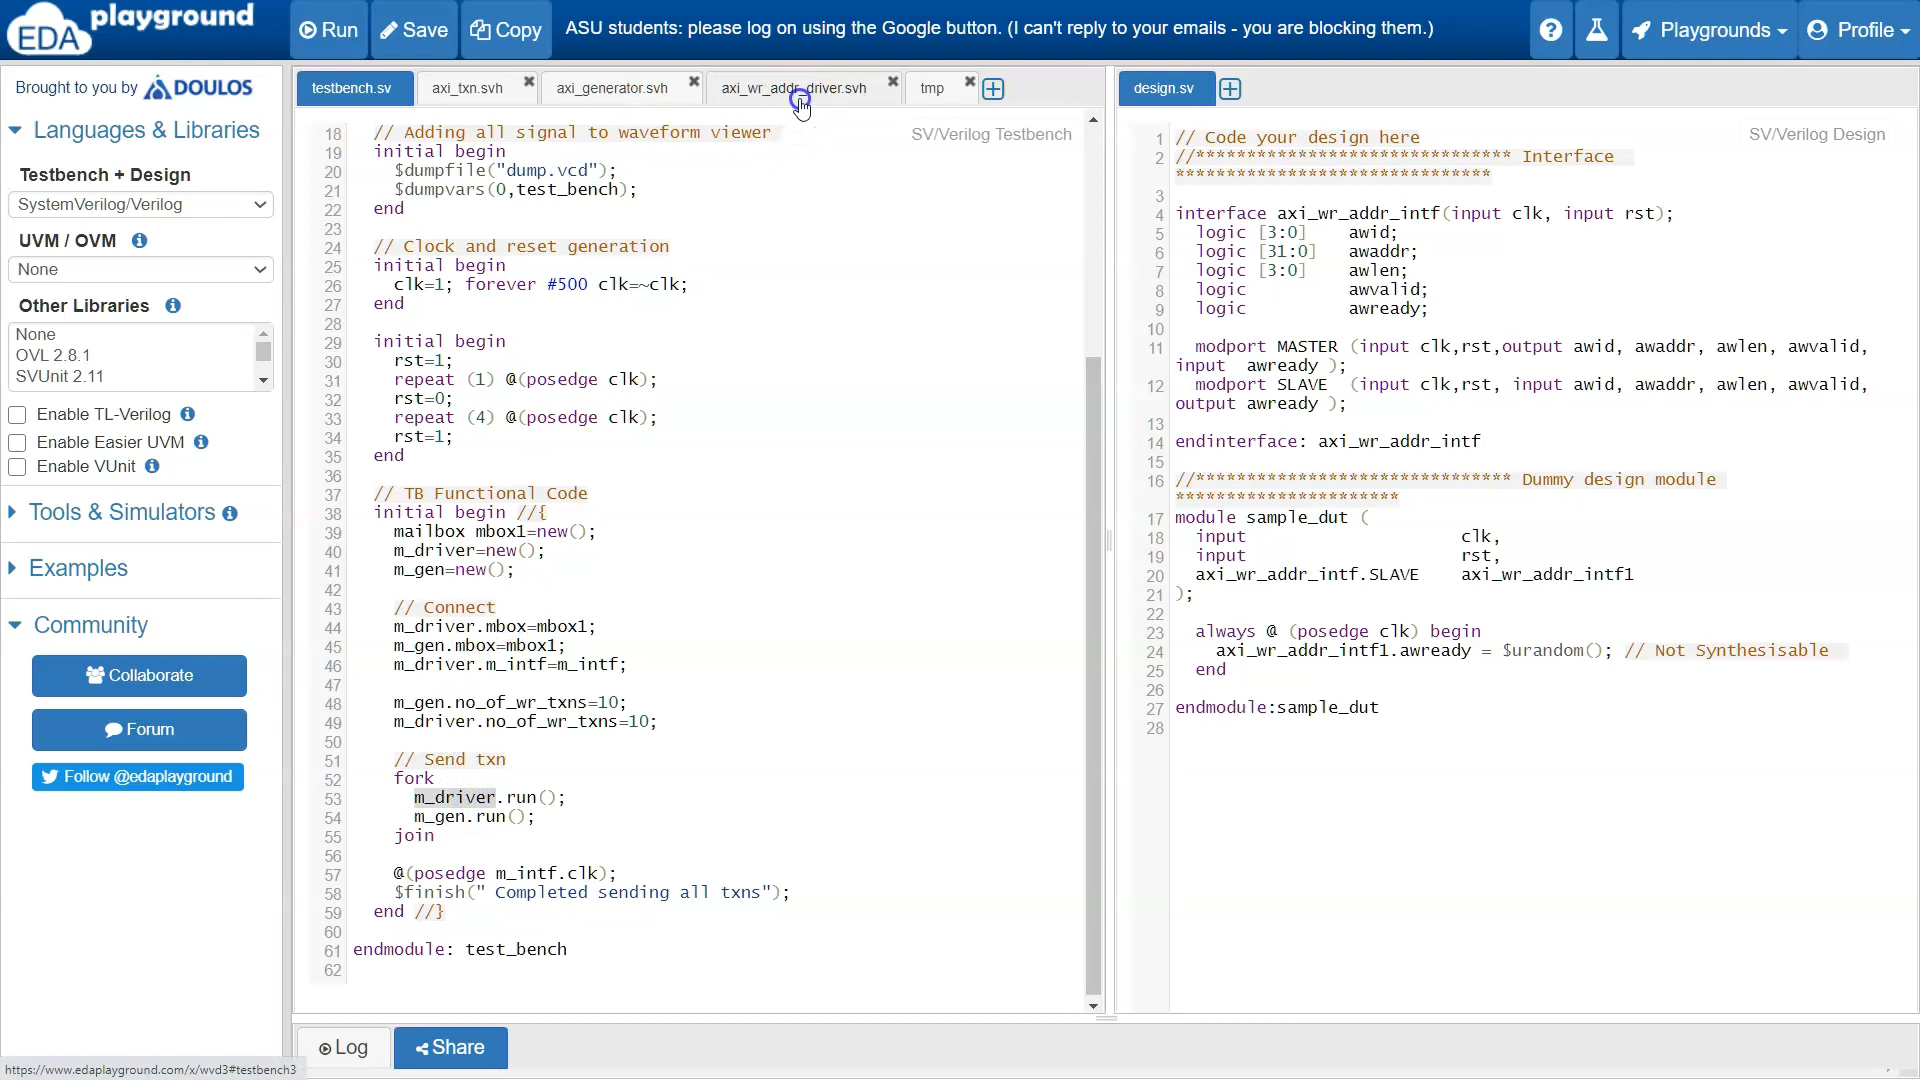 EDA playground
Run
Save
Copy
ASU students: please log on using the Google button. (I can't reply to your emails - you are blocking them.)
Playgrounds
Profile
Brought to you by DOULOS
Languages & Libraries
Testbench + Design
SystemVerilog/Verilog
UVM / OVM
None
Other Libraries
None
OVL 2.8.1
SVUnit 2.11
Enable TL-Verilog
Enable Easier UVM
Enable VUnit
Tools & Simulators
Examples
Community
Collaborate
Forum
Follow @edaplayground
https://www.edaplayground.com/x/wvd3#testbench3
testbench.sv
axi_txn.svh
axi_generator.svh
axi_wr_addr_driver.svh
tmp
SV/Verilog Testbench
18 // Adding all signal to waveform viewer
19 initial begin
20 $dumpfile("dump.vcd");
21 $dumpvars(0,test_bench);
22 end
23
24 // Clock and reset generation
25 initial begin
26 clk=1; forever #500 clk=~clk;
27 end
28
29 initial begin
30 rst=1;
31 repeat (1) @(posedge clk);
32 rst=0;
33 repeat (4) @(posedge clk);
34 rst=1;
35 end
36
37 // TB Functional Code
38 initial begin //{
39 mailbox mbox1=new();
40 m_driver=new();
41 m_gen=new();
42
43 // Connect
44 m_driver.mbox=mbox1;
45 m_gen.mbox=mbox1;
46 m_driver.m_intf=m_intf;
47
48 m_gen.no_of_wr_txns=10;
49 m_driver.no_of_wr_txns=10;
50
51 // Send txn
52 fork
53 m_driver.run();
54 m_gen.run();
55 join
56
57 @(posedge m_intf.clk);
58 $finish(" Completed sending all txns");
59 end //}
60
61 endmodule: test_bench
62
Log
Share
design.sv
SV/Verilog Design
1 // Code your design here
2 //******************************* Interface
*******************************
3
4 interface axi_wr_addr_intf(input clk, input rst);
5 logic [3:0] awid;
6 logic [31:0] awaddr;
7 logic [3:0] awlen;
8 logic awvalid;
9 logic awready;
10
11 modport MASTER (input clk,rst,output awid, awaddr, awlen, awvalid,
input awready );
12 modport SLAVE (input clk,rst, input awid, awaddr, awlen, awvalid,
output awready );
13
14 endinterface: axi_wr_addr_intf
15
16 //******************************* Dummy design module
**********************
17 module sample_dut (
18 input clk,
19 input rst,
20 axi_wr_addr_intf.SLAVE axi_wr_addr_intf1
21 );
22
23 always @ (posedge clk) begin
24 axi_wr_addr_intf1.awready = $urandom(); // Not Synthesisable
25 end
26
27 endmodule:sample_dut
28